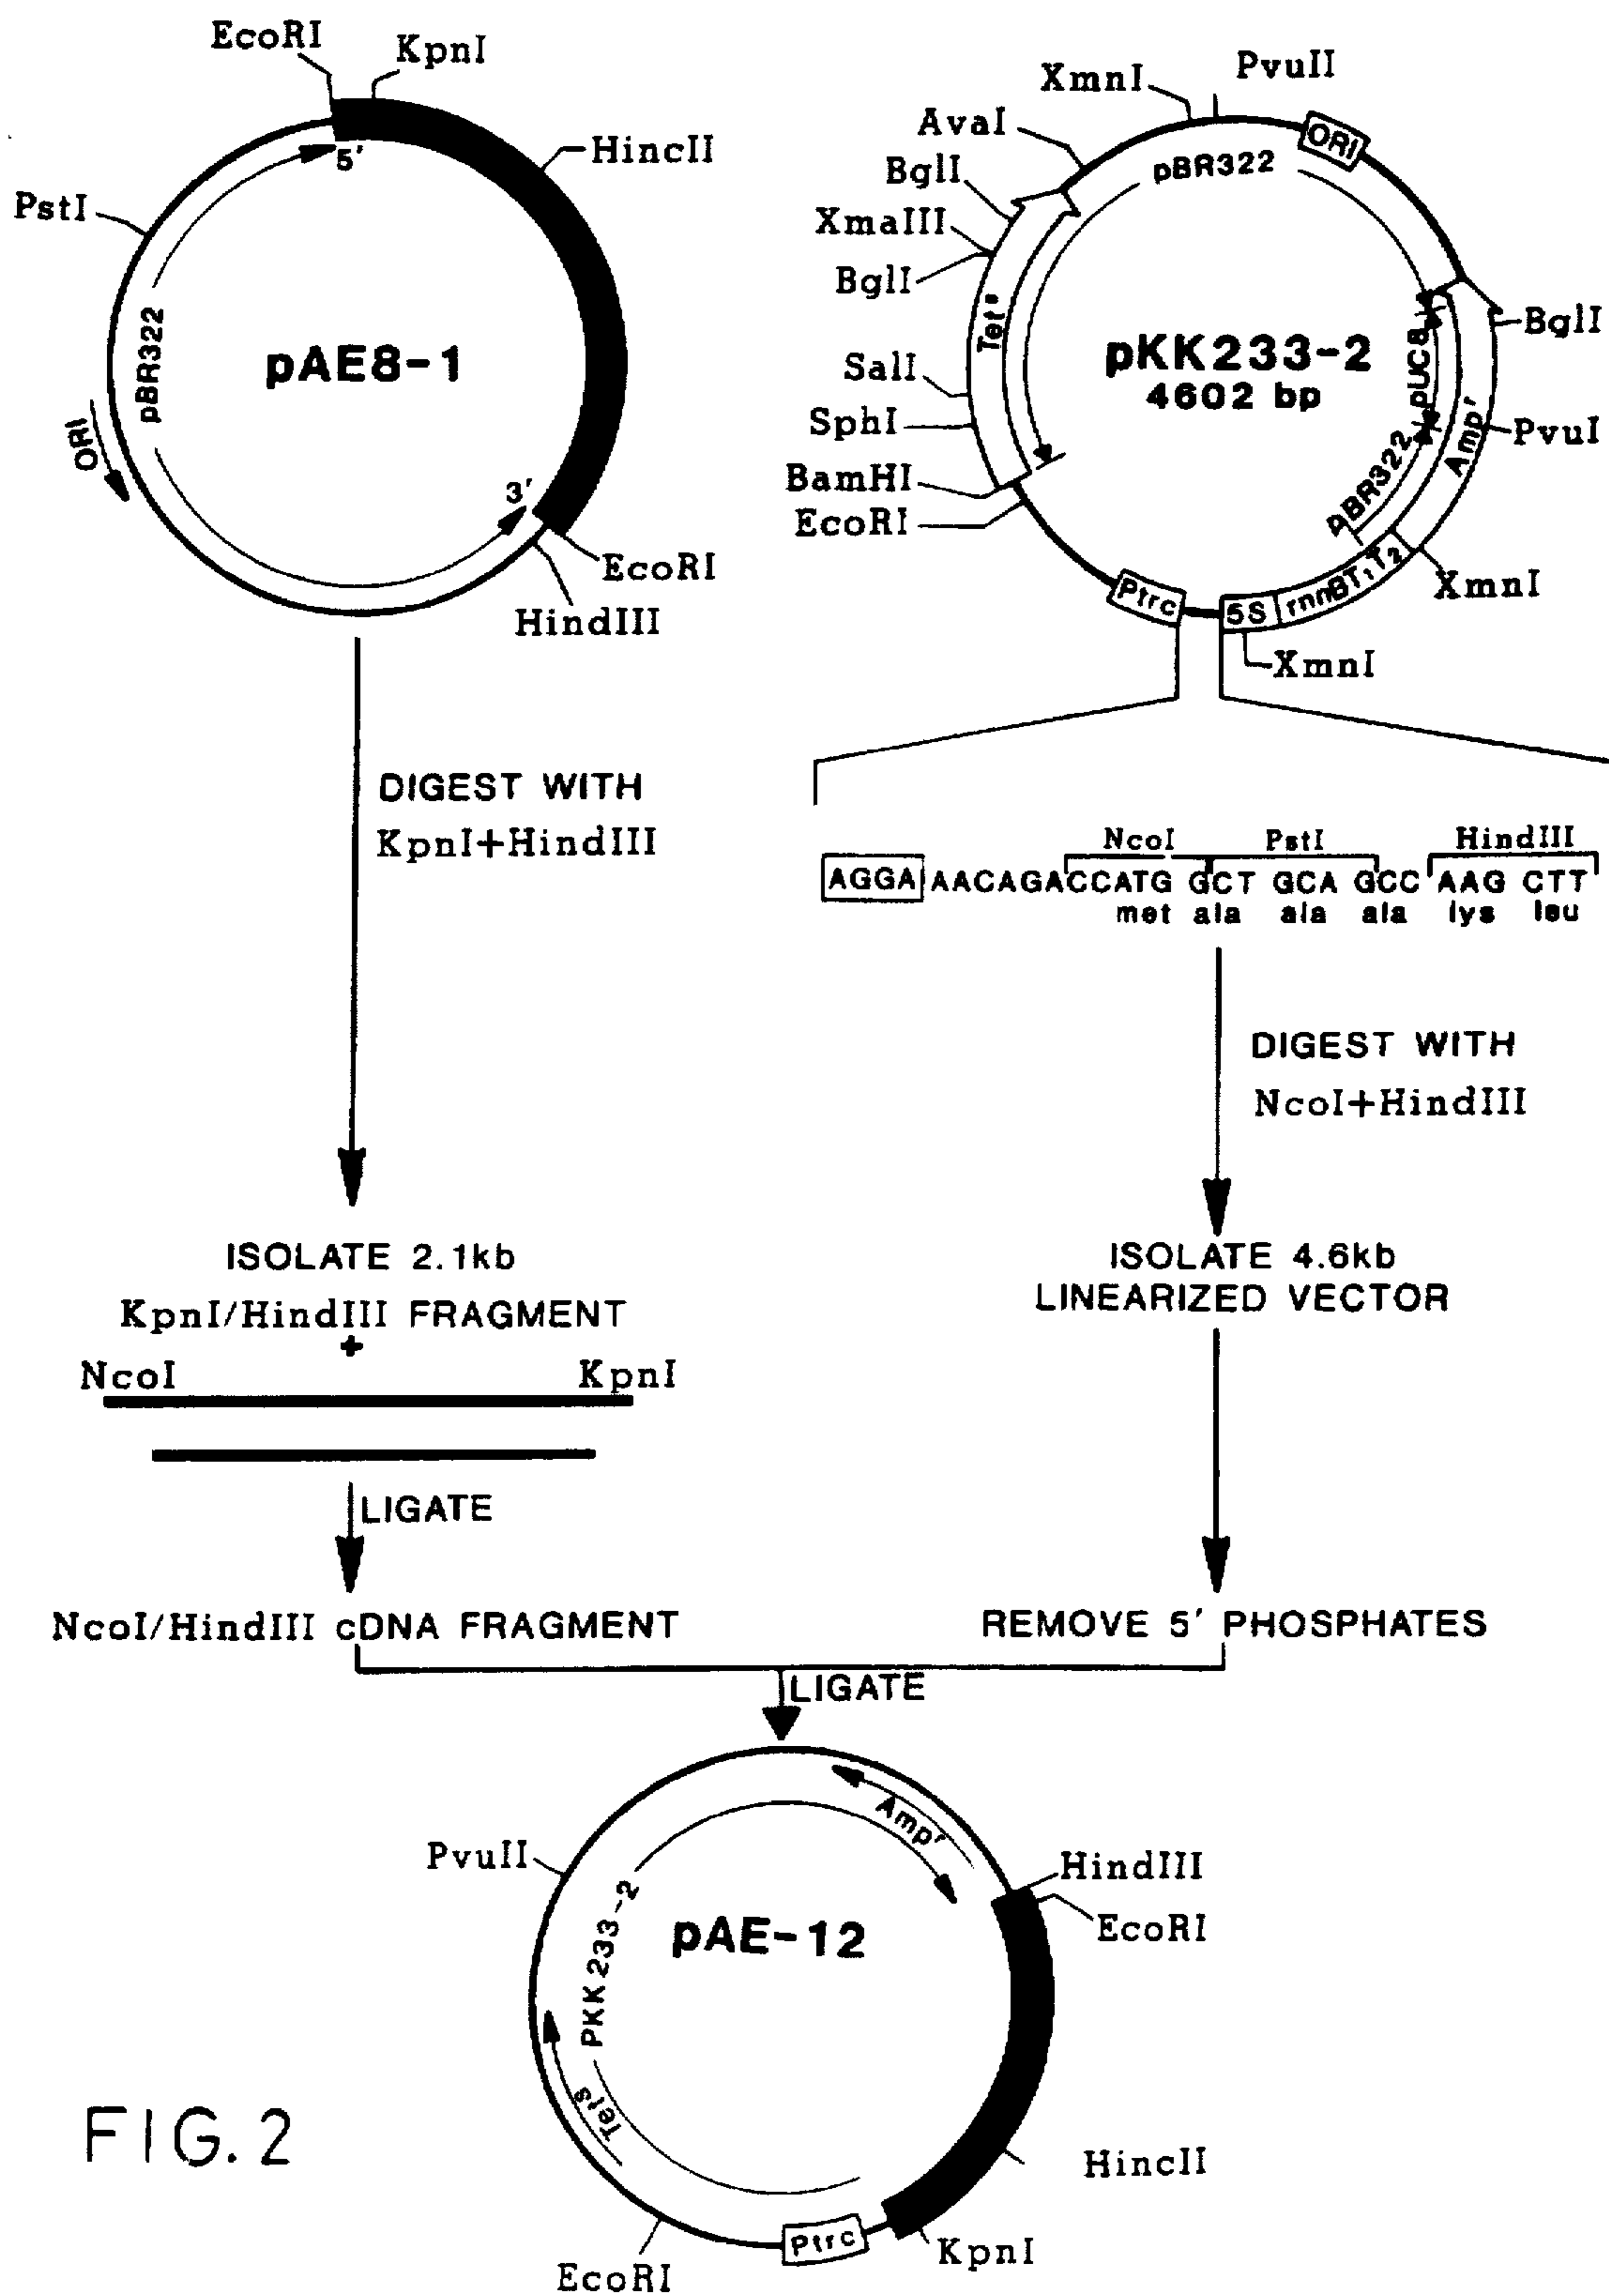 EcoRI
KpnI
HincII
PstI
5'
pBR322
pAE8-1
ORI
3'
EcoRI
HindIII
XmnI
PvuII
AvaI
ORI
BglI
pBR322
XmaIII
BglI
Tet s
pKK233-2
4602 bp
BglI
pUC8
SalI
SphI
Amp r
PvuI
BamHI
pBR322
EcoRI
Ptrc
5S
rnnBT1T2
XmnI
XmnI
DIGEST WITH
KpnI+HindIII
NcoI PstI HindIII
AGGA AACAGACCATG GCT GCA GCC AAG CTT
met ala ala ala lys leu
DIGEST WITH
NcoI+HindIII
ISOLATE 2.1kb
KpnI/HindIII FRAGMENT
+
NcoI KpnI
LIGATE
NcoI/HindIII cDNA FRAGMENT
ISOLATE 4.6kb
LINEARIZED VECTOR
REMOVE 5' PHOSPHATES
LIGATE
Amp r
PvuII
HindIII
EcoRI
PKK233-2
pAE-12
Tet s
HincII
Ptrc
KpnI
EcoRI
FIG. 2